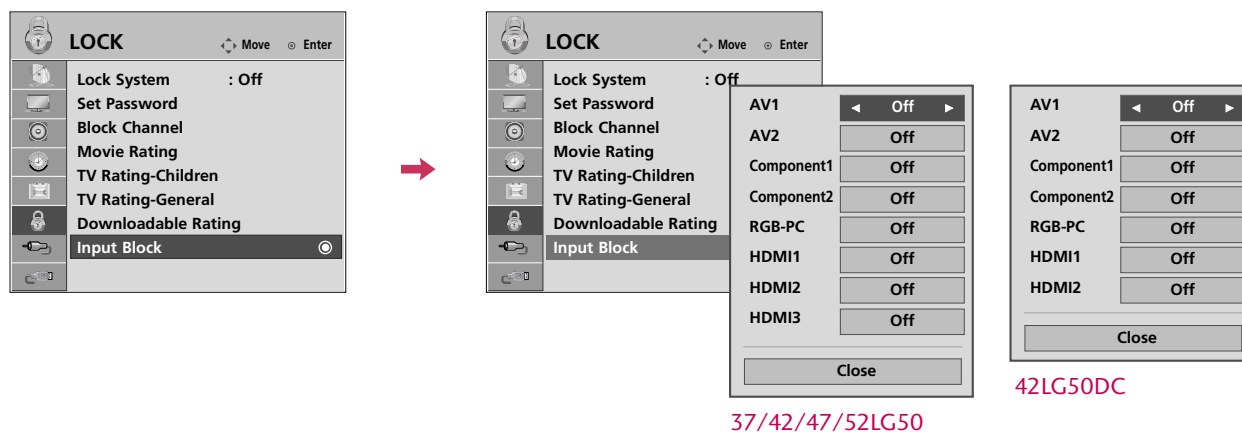 LOCK
Move Enter
Lock System : Off
Set Password
Block Channel
Movie Rating
TV Rating-Children
TV Rating-General
Downloadable Rating
Input Block
LOCK
Move Enter
Lock System : Off
Set Password
Block Channel
Movie Rating
TV Rating-Children
TV Rating-General
Downloadable Rating
Input Block
AV1 ◄ Off ►
AV2 Off
Component1 Off
Component2 Off
RGB-PC Off
HDMI1 Off
HDMI2 Off
HDMI3 Off
Close
37/42/47/52LG50
AV1 ◄ Off ►
AV2 Off
Component1 Off
Component2 Off
RGB-PC Off
HDMI1 Off
HDMI2 Off
Close
42LG50DC